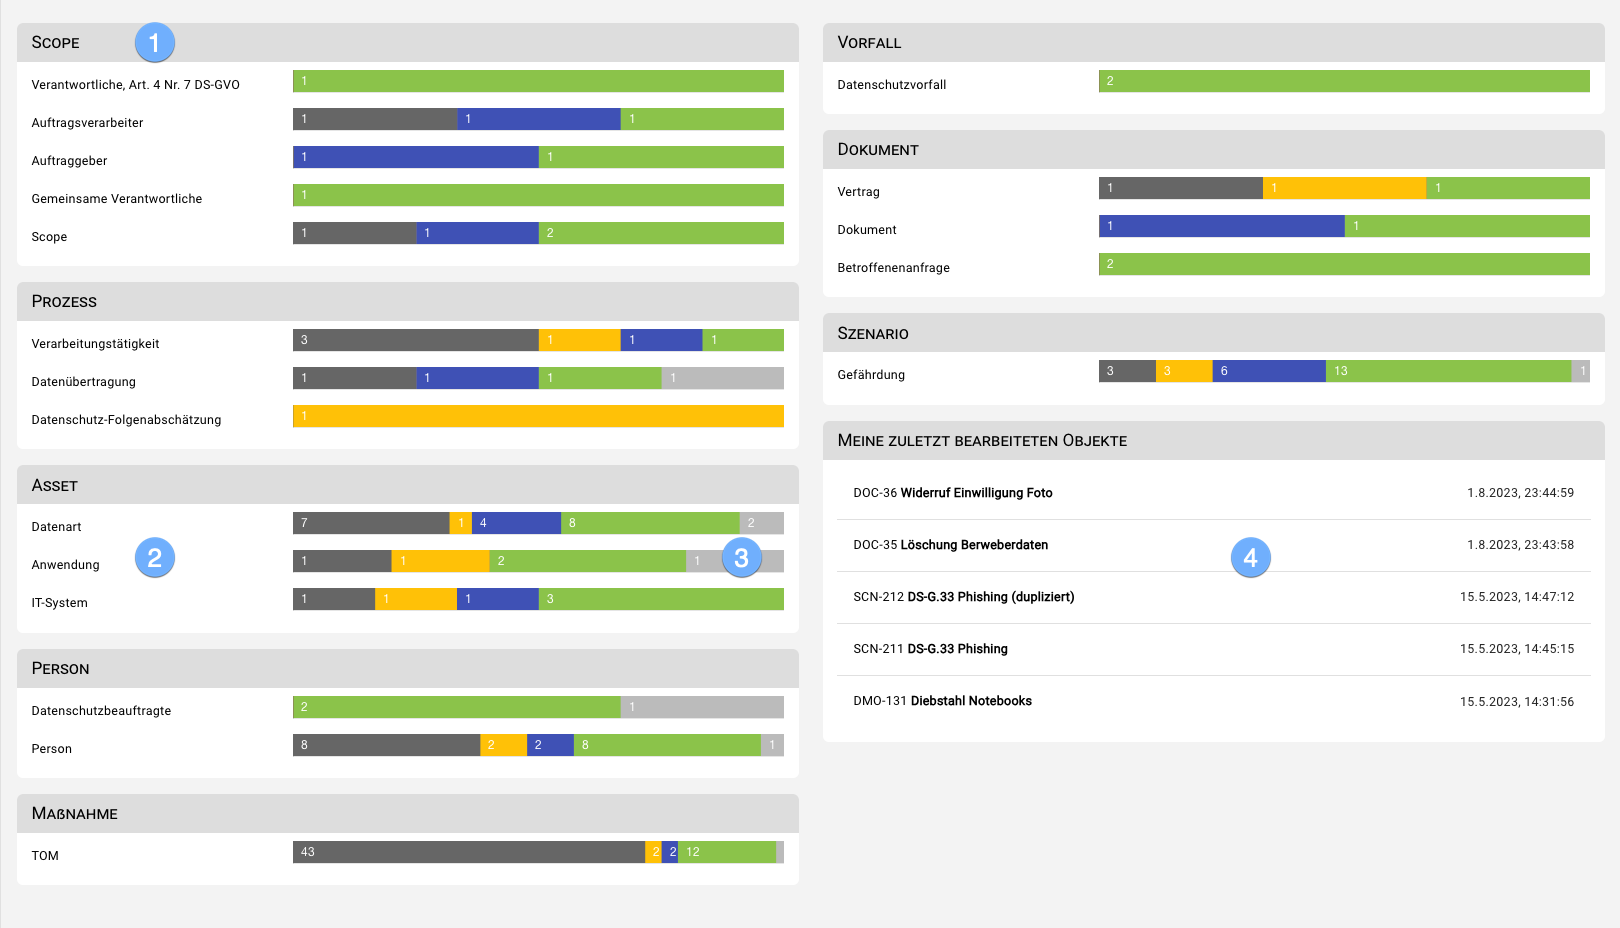 SCOPE 1
Verantwortliche, Art. 4 Nr. 7 DS-GVO 1
Auftragsverarbeiter 1 1 1
Auftraggeber 1 1
Gemeinsame Verantwortliche 1
Scope 1 1 2
PROZESS
Verarbeitungstätigkeit 3 1 1 1
Datenübertragung 1 1 1 1
Datenschutz-Folgenabschätzung 1
ASSET
Datenart 7 1 4 8 2
Anwendung 2 1 1 2 1 3
IT-System 1 1 1 3
PERSON
Datenschutzbeauftragte 2 1
Person 8 2 2 8 1
MAßNAHME
TOM 43 2 2 12
VORFALL
Datenschutzvorfall 2
DOKUMENT
Vertrag 1 1 1
Dokument 1 1
Betroffenenanfrage 2
SZENARIO
Gefährdung 3 3 6 13 1
MEINE ZULETZT BEARBEITETEN OBJEKTE
DOC-36 Widerruf Einwilligung Foto 1.8.2023, 23:44:59
DOC-35 Löschung Berweberdaten 4 1.8.2023, 23:43:58
SCN-212 DS-G.33 Phishing (dupliziert) 15.5.2023, 14:47:12
SCN-211 DS-G.33 Phishing 15.5.2023, 14:45:15
DMO-131 Diebstahl Notebooks 15.5.2023, 14:31:56